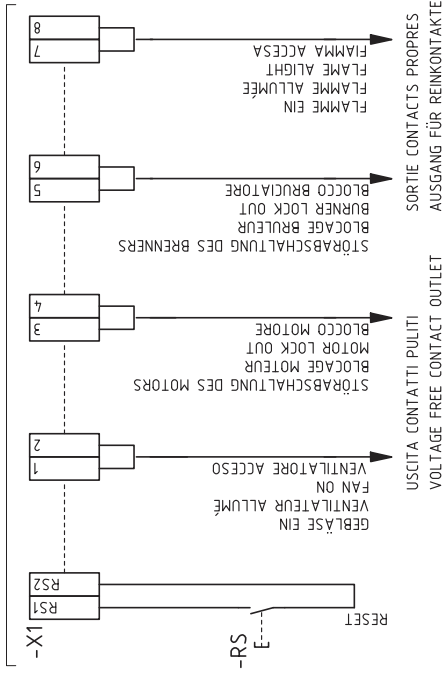 -X1
RS1
RS2
-RS
RESET
1
2
VENTILATORE ACCESO
FAN ON
VENTILATEUR ALLUMÉ
GEBLÄSE EIN
3
4
BLOCCO MOTORE
MOTOR LOCK OUT
BLOCAGE MOTEUR
STÖRABSCHALTUNG DES MOTORS
5
6
BLOCCO BRUCIATORE
BURNER LOCK OUT
BLOCAGE BRULEUR
STÖRABSCHALTUNG DES BRENNERS
7
8
FIAMMA ACCESA
FLAME ALIGHT
FLAMME ALLUMÉE
FLAMME EIN
USCITA CONTATTI PULITI
VOLTAGE FREE CONTACT OUTLET
SORTIE CONTACTS PROPRES
AUSGANG FÜR REINKONTAKTE